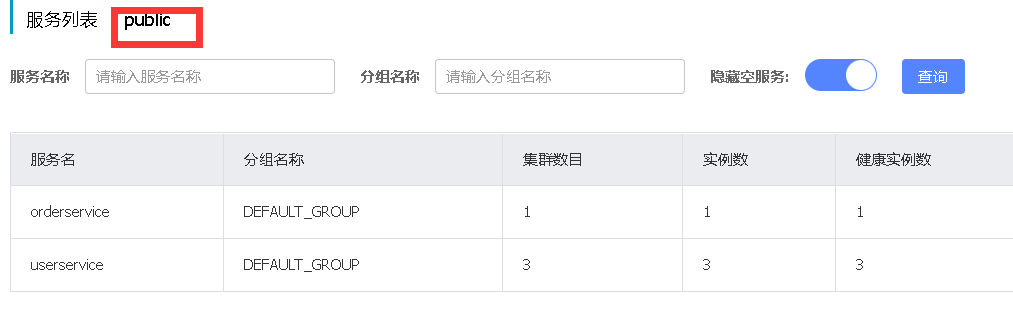 服务列表 public
服务名称 请输入服务名称 分组名称 请输入分组名称 隐藏空服务: 查询
服务名 分组名称 集群数目 实例数 健康实例数
orderservice DEFAULT_GROUP 1 1 1
userservice DEFAULT_GROUP 3 3 3